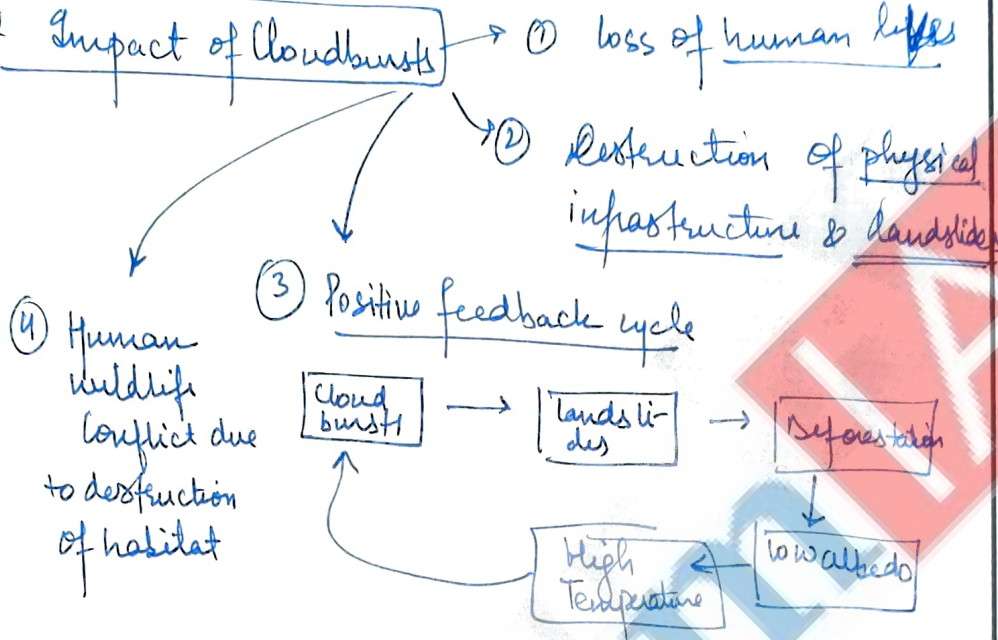 Impact of Cloudbursts
① loss of human lives
② Destruction of physical
infrastructure & landslides
③ Positive feedback cycle
Cloud
bursts
landsli-
des
Deforestation
low albedo
High
Temperature
④ Human
wildlife
Conflict due
to destruction
of habitat